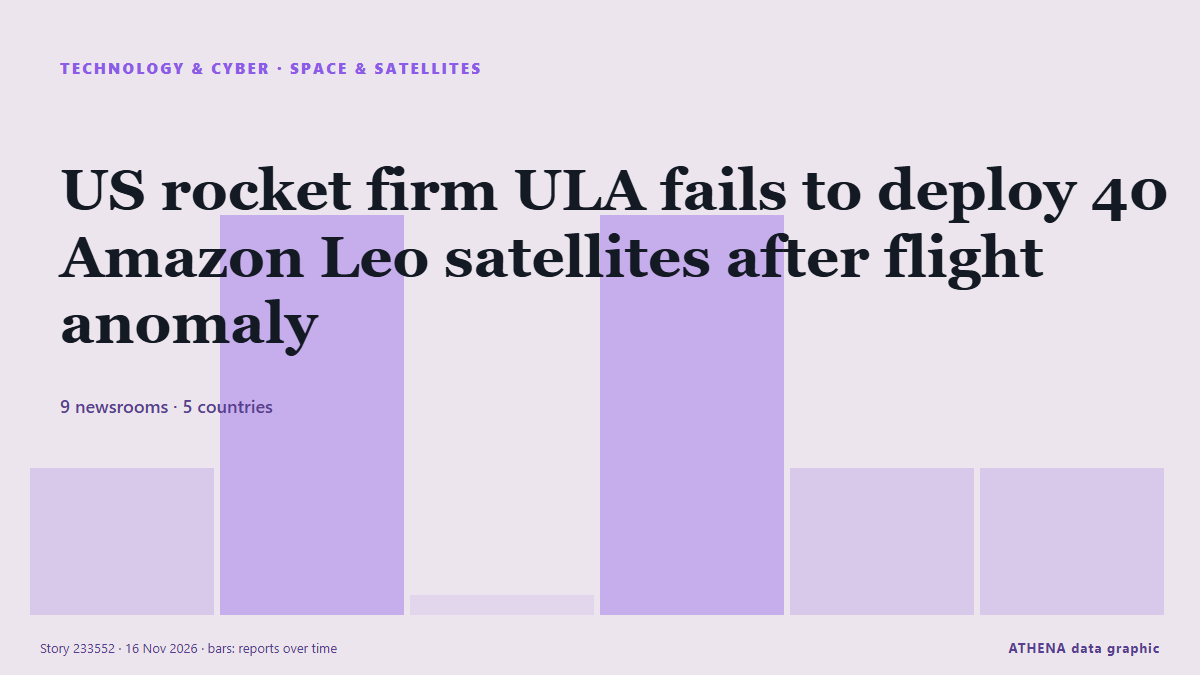 TECHNOLOGY & CYBER · SPACE & SATELLITES
US rocket firm ULA fails to deploy 40
Amazon Leo satellites after flight
anomaly
9 newsrooms · 5 countries
Story 233552 · 16 Nov 2026 · bars: reports over time
ATHENA data graphic